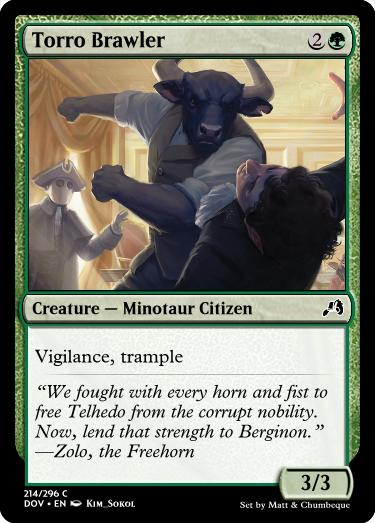 Torro Brawler 2
Creature — Minotaur Citizen
Vigilance, trample
“We fought with every horn and fist to
free Telhedo from the corrupt nobility.
Now, lend that strength to Berginon.”
—Zolo, the Freehorn
3/3
214/296 C
DOV • EN Kim_Sokol
Set by Matt & Chumbeque